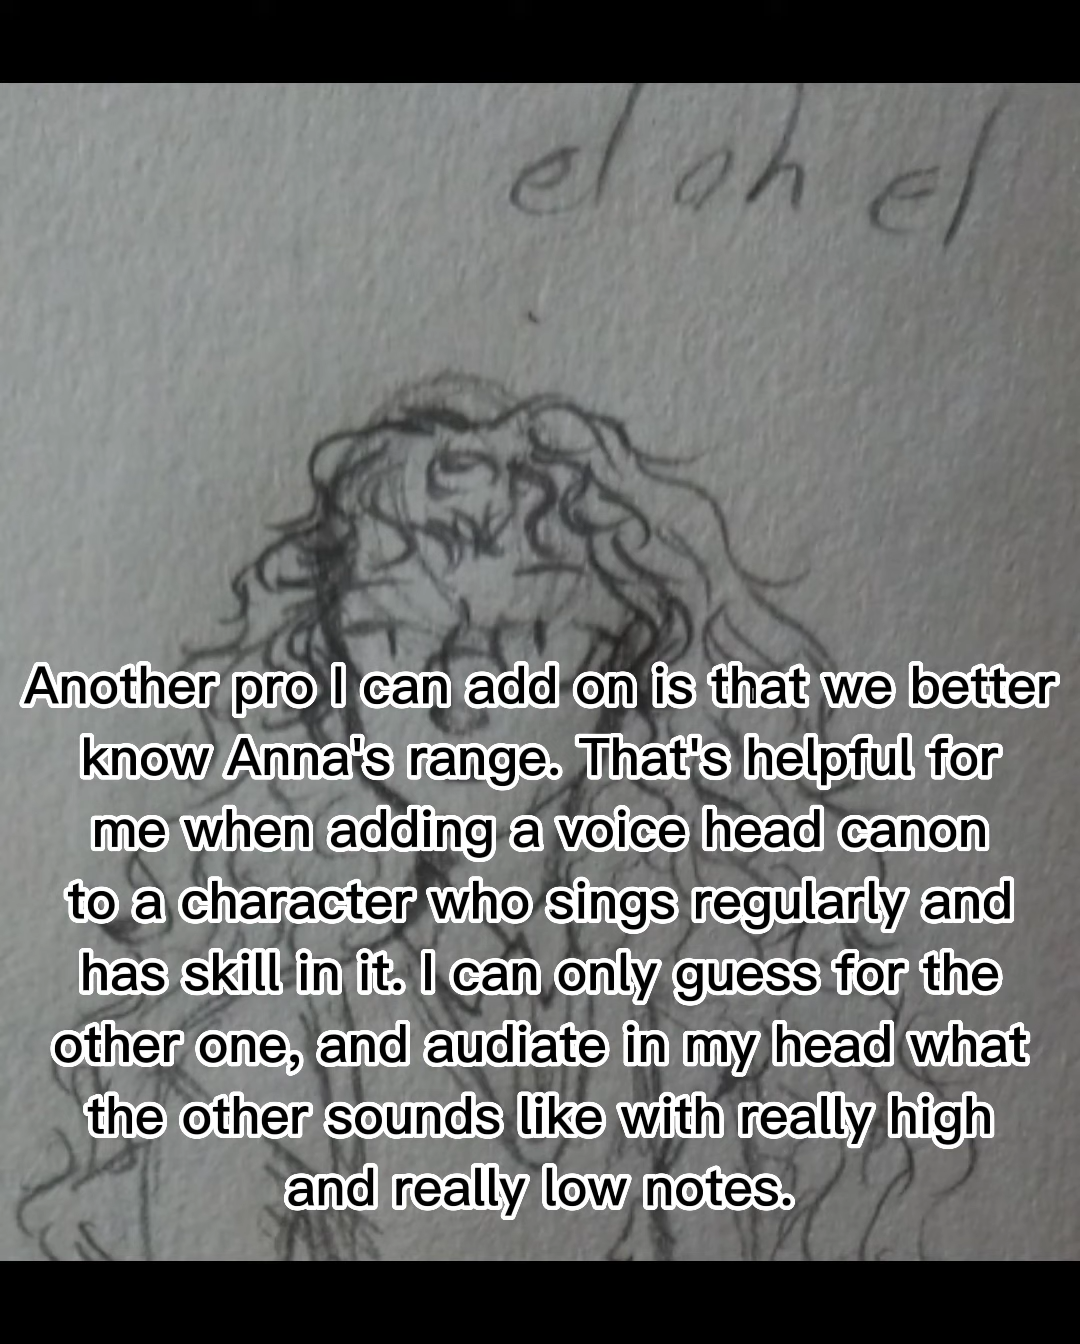 el oh el
Another pro I can add on is that we better
know Anna's range. That's helpful for
me when adding a voice head canon
to a character who sings regularly and
has skill in it. I can only guess for the
other one, and audiate in my head what
the other sounds like with really high
and really low notes.